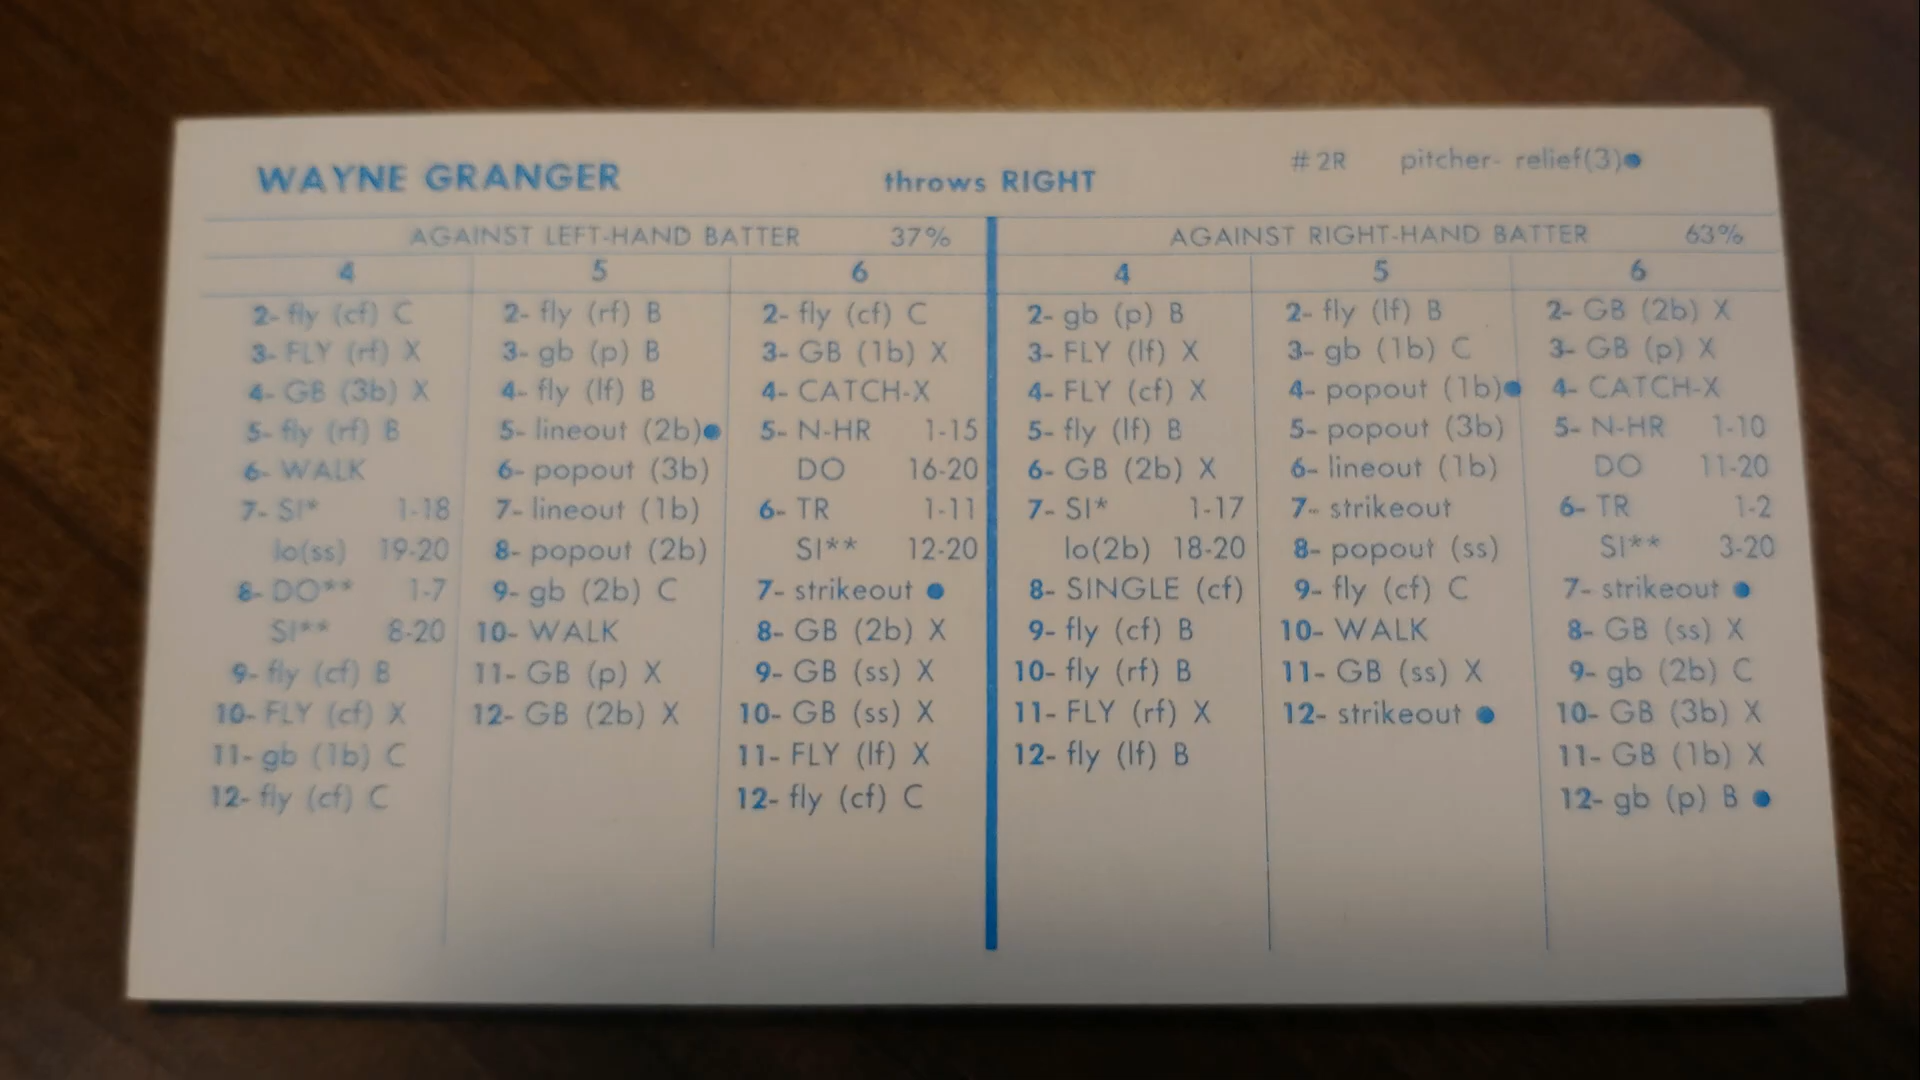 WAYNE GRANGER throws RIGHT #2R pitcher- relief(3)●
AGAINST LEFT-HAND BATTER 37% AGAINST RIGHT-HAND BATTER 63%
4 5 6 4 5 6
2- fly (cf) C
3- FLY (rf) X
4- GB (3b) X
5- fly (rf) B
6- WALK
7- SI* 1-18
lo(ss) 19-20
8- DO** 1-7
SI** 8-20
9- fly (cf) B
10- FLY (cf) X
11- gb (1b) C
12- fly (cf) C
2- fly (rf) B
3- gb (p) B
4- fly (lf) B
5- lineout (2b)●
6- popout (3b)
7- lineout (1b)
8- popout (2b)
9- gb (2b) C
10- WALK
11- GB (p) X
12- GB (2b) X
2- fly (cf) C
3- GB (1b) X
4- CATCH-X
5- N-HR 1-15
DO 16-20
6- TR 1-11
SI** 12-20
7- strikeout ●
8- GB (2b) X
9- GB (ss) X
10- GB (ss) X
11- FLY (lf) X
12- fly (cf) C
2- gb (p) B
3- FLY (lf) X
4- FLY (cf) X
5- fly (lf) B
6- GB (2b) X
7- SI* 1-17
lo(2b) 18-20
8- SINGLE (cf)
9- fly (cf) B
10- fly (rf) B
11- FLY (rf) X
12- fly (lf) B
2- fly (lf) B
3- gb (1b) C
4- popout (1b)●
5- popout (3b)
6- lineout (1b)
7- strikeout
8- popout (ss)
9- fly (cf) C
10- WALK
11- GB (ss) X
12- strikeout ●
2- GB (2b) X
3- GB (p) X
4- CATCH-X
5- N-HR 1-10
DO 11-20
6- TR 1-2
SI** 3-20
7- strikeout ●
8- GB (ss) X
9- gb (2b) C
10- GB (3b) X
11- GB (1b) X
12- gb (p) B ●